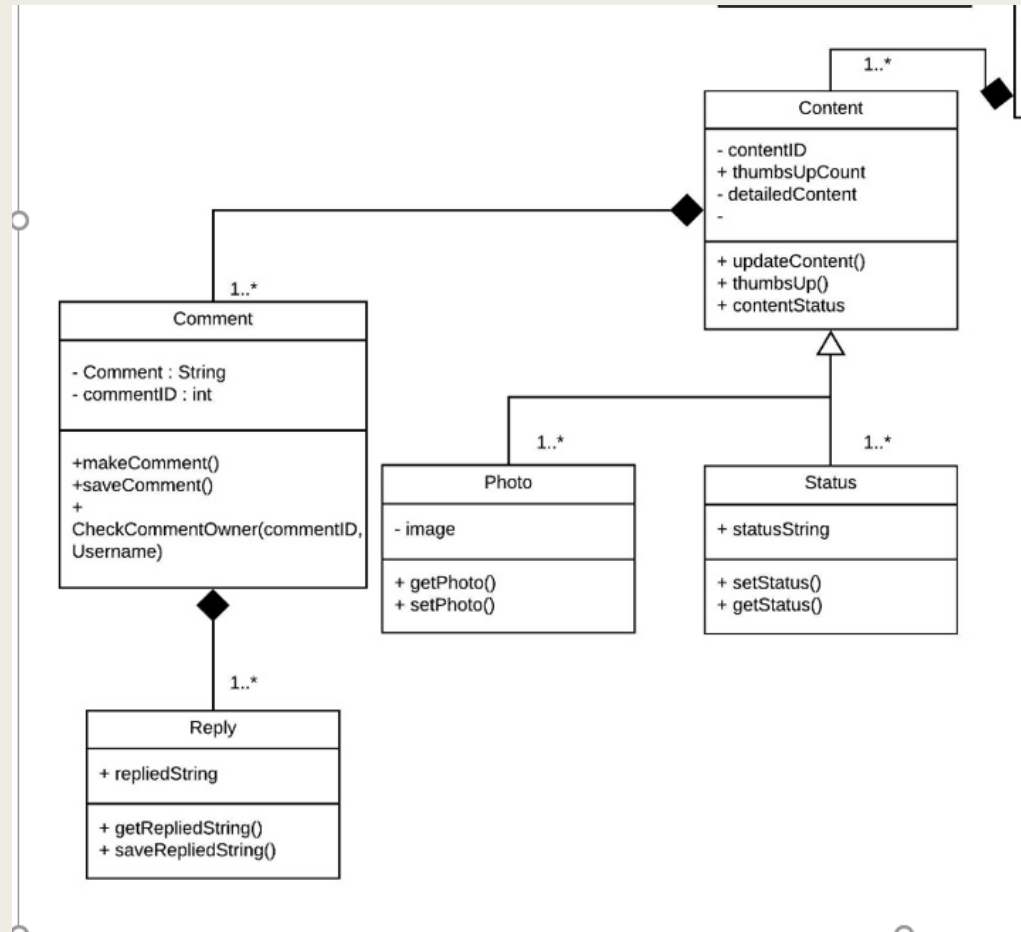 1..*
Content
- contentID
+ thumbsUpCount
- detailedContent
-
+ updateContent()
+ thumbsUp()
+ contentStatus
1..*
Comment
- Comment : String
- commentID : int
+makeComment()
+saveComment()
+
CheckCommentOwner(commentID,
Username)
1..*
Photo
- image
+ getPhoto()
+ setPhoto()
1..*
Status
+ statusString
+ setStatus()
+ getStatus()
1..*
Reply
+ repliedString
+ getRepliedString()
+ saveRepliedString()